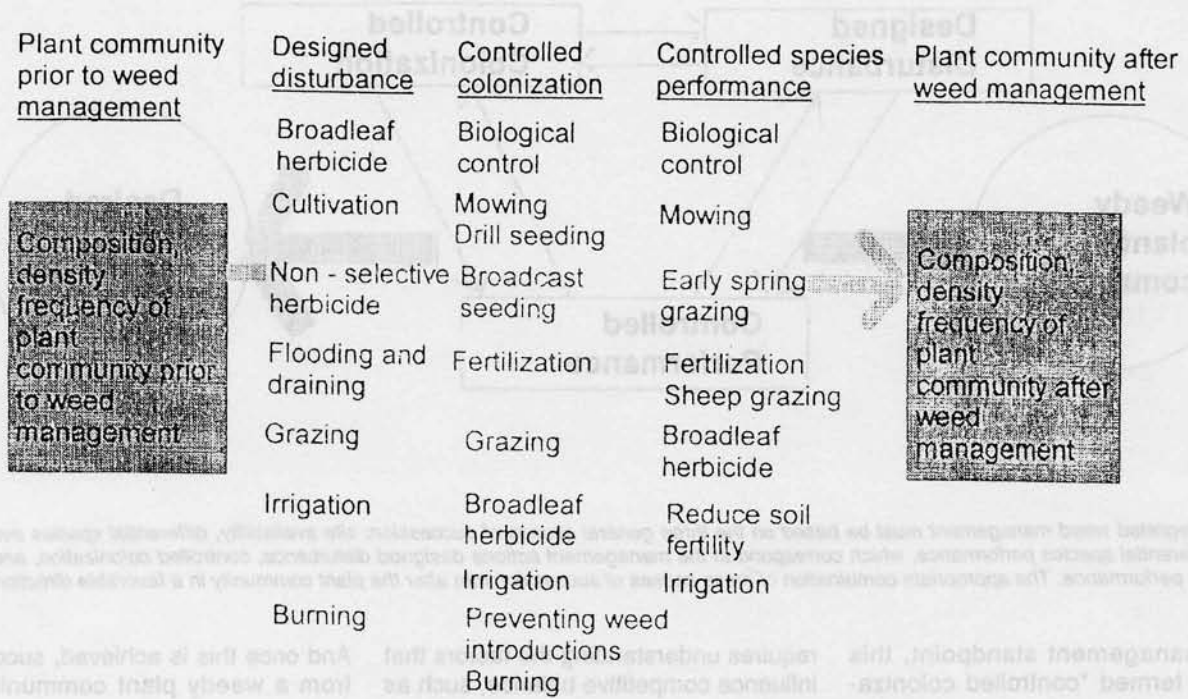 Plant community
prior to weed
management
Designed
disturbance
Broadleaf
herbicide
Cultivation
Non - selective
herbicide
Flooding and
draining
Grazing
Irrigation
Burning
Controlled
colonization
Biological
control
Mowing
Drill seeding
Broadcast
seeding
Fertilization
Grazing
Broadleaf
herbicide
Irrigation
Preventing weed
introductions
Burning
Controlled species
performance
Biological
control
Mowing
Early spring
grazing
Fertilization
Sheep grazing
Broadleaf
herbicide
Reduce soil
fertility
Irrigation
Plant community after
weed management
Composition,
density
frequency of
plant
community prior
to weed
management
Composition,
density
frequency of
plant
community after
weed
management